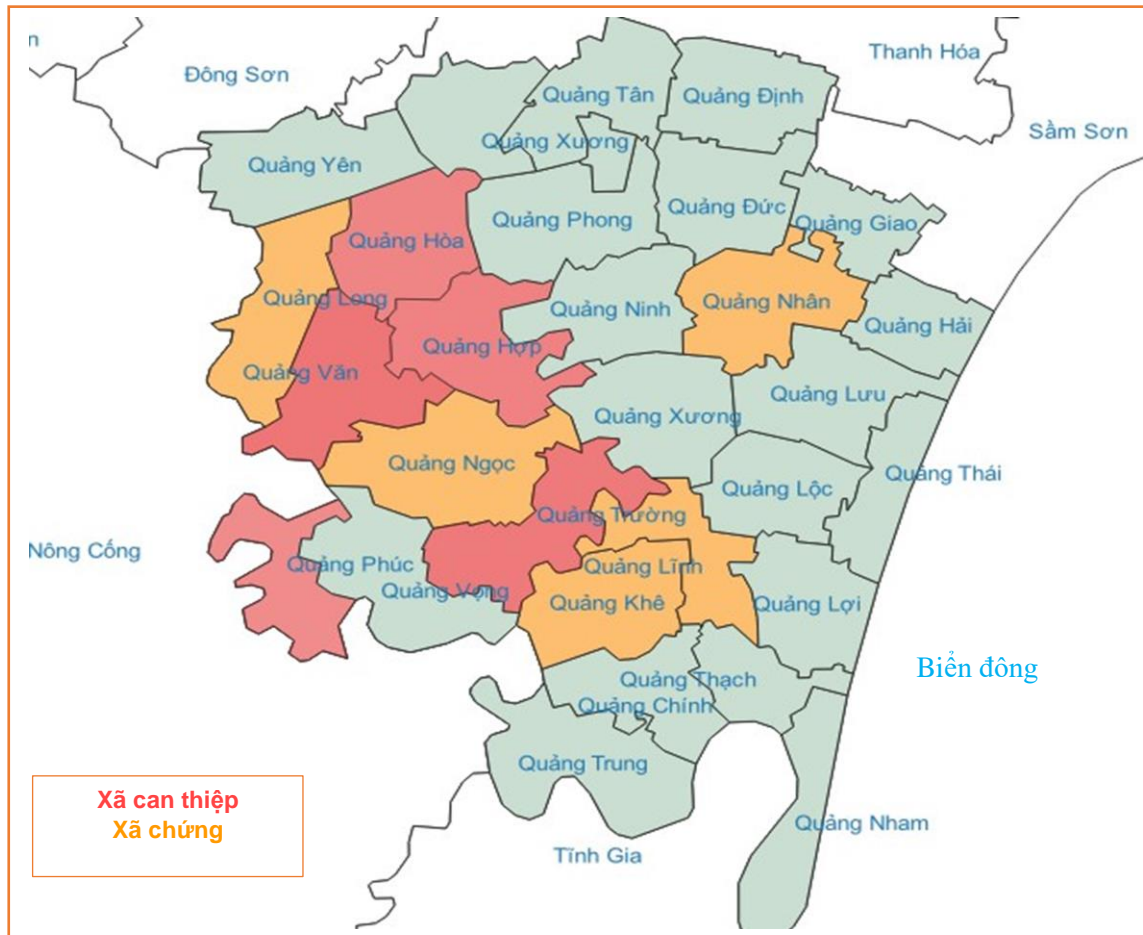 n
Đông Sơn
Thanh Hóa
Quảng Tân
Quảng Định
Sầm Sơn
Quảng Xương
Quảng Yên
Quảng Phong
Quảng Đức
Quảng Giao
Quảng Hòa
Quảng Long
Quảng Ninh
Quảng Nhân
Quảng Hải
Quảng Hợp
Quảng Văn
Quảng Lưu
Quảng Xương
Quảng Ngọc
Quảng Lộc
Quảng Thái
Quảng Trường
Nông Cống
Quảng Phúc
Quảng Lĩnh
Quảng Vọng
Quảng Khê
Quảng Lợi
Biển đông
Quảng Thạch
Quảng Chính
Quảng Trung
Xã can thiệp
Xã chứng
Quảng Nham
Tĩnh Gia